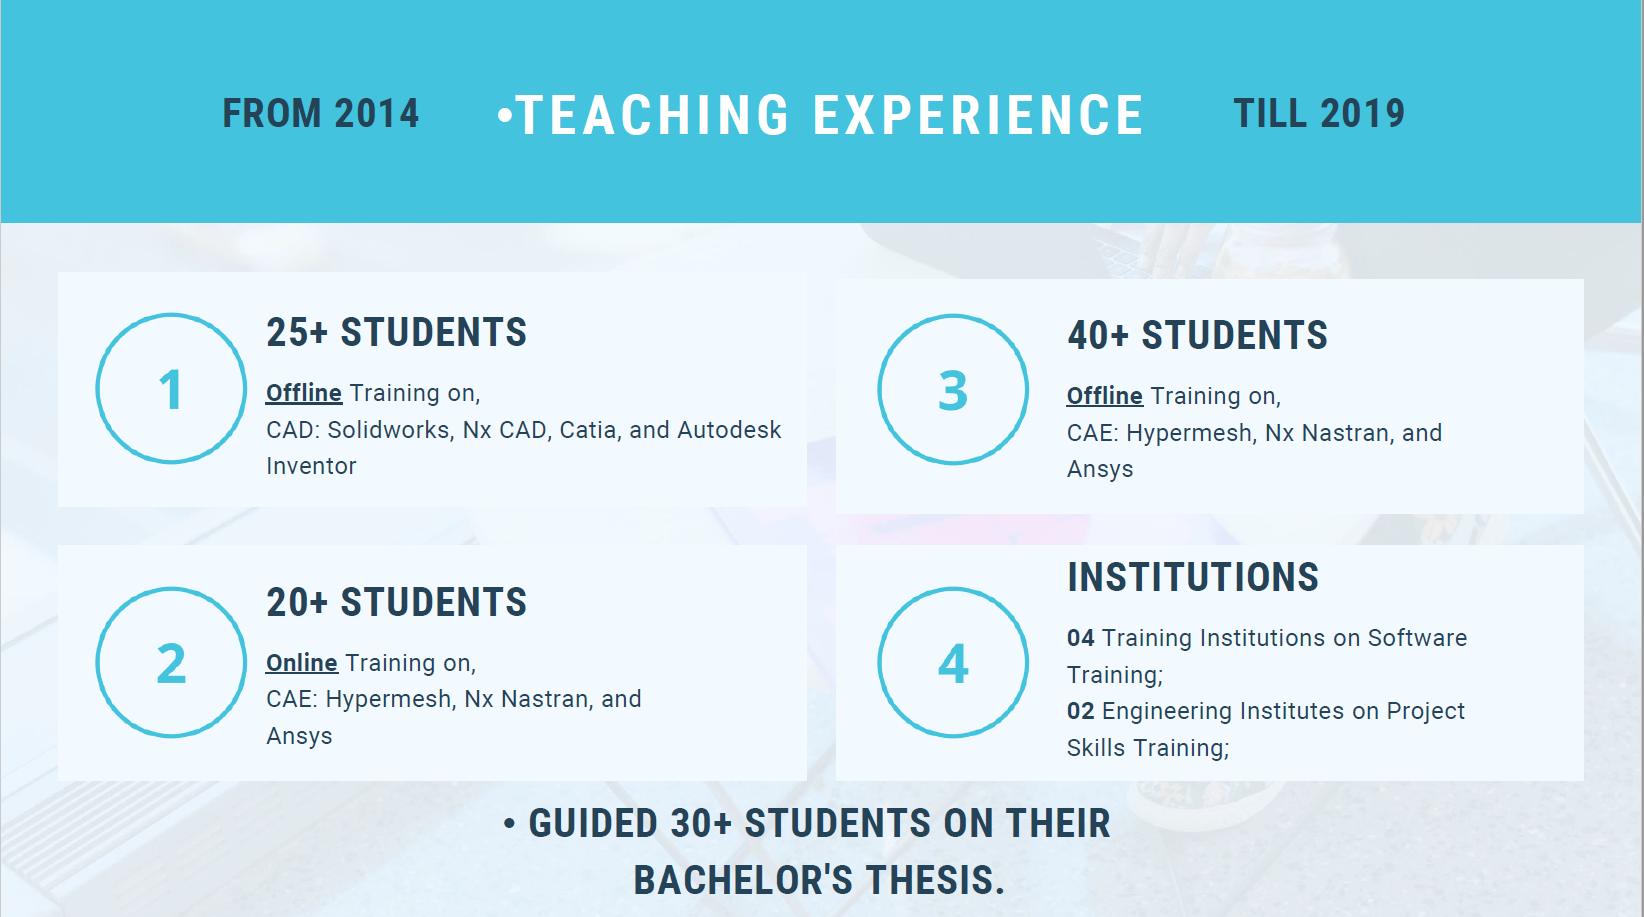 FROM 2014
•TEACHING EXPERIENCE
TILL 2019
1
25+ STUDENTS
Offline Training on,
CAD: Solidworks, Nx CAD, Catia, and Autodesk
Inventor
2
20+ STUDENTS
Online Training on,
CAE: Hypermesh, Nx Nastran, and
Ansys
3
40+ STUDENTS
Offline Training on,
CAE: Hypermesh, Nx Nastran, and
Ansys
4
INSTITUTIONS
04 Training Institutions on Software
Training;
02 Engineering Institutes on Project
Skills Training;
• GUIDED 30+ STUDENTS ON THEIR
BACHELOR'S THESIS.